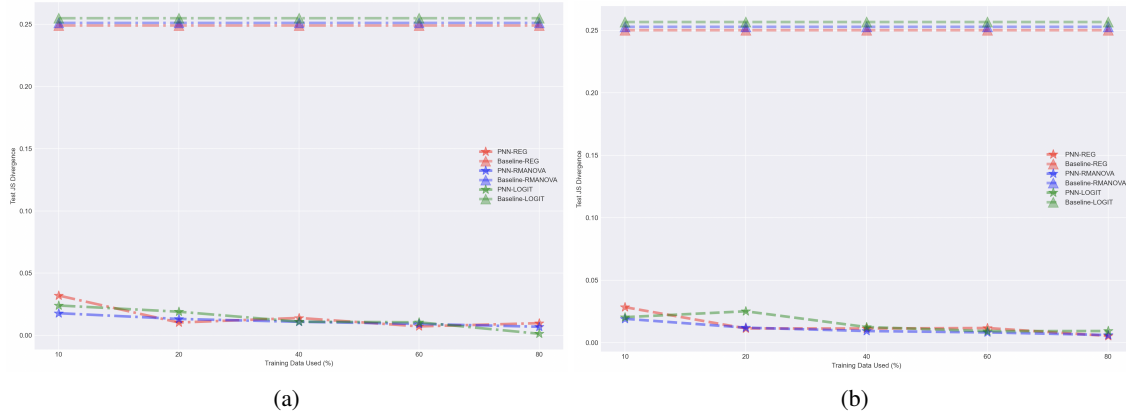 0.25
0.20
0.15
0.10
0.05
0.00
Test JS Divergence
10 20 40 60 80
Training Data Used (%)
PNN-REG
Baseline-REG
PNN-RMANOVA
Baseline-RMANOVA
PNN-LOGIT
Baseline-LOGIT
(a)
0.25
0.20
0.15
0.10
0.05
0.00
Test JS Divergence
10 20 40 60 80
Training Data Used (%)
PNN-REG
Baseline-REG
PNN-RMANOVA
Baseline-RMANOVA
PNN-LOGIT
Baseline-LOGIT
(b)